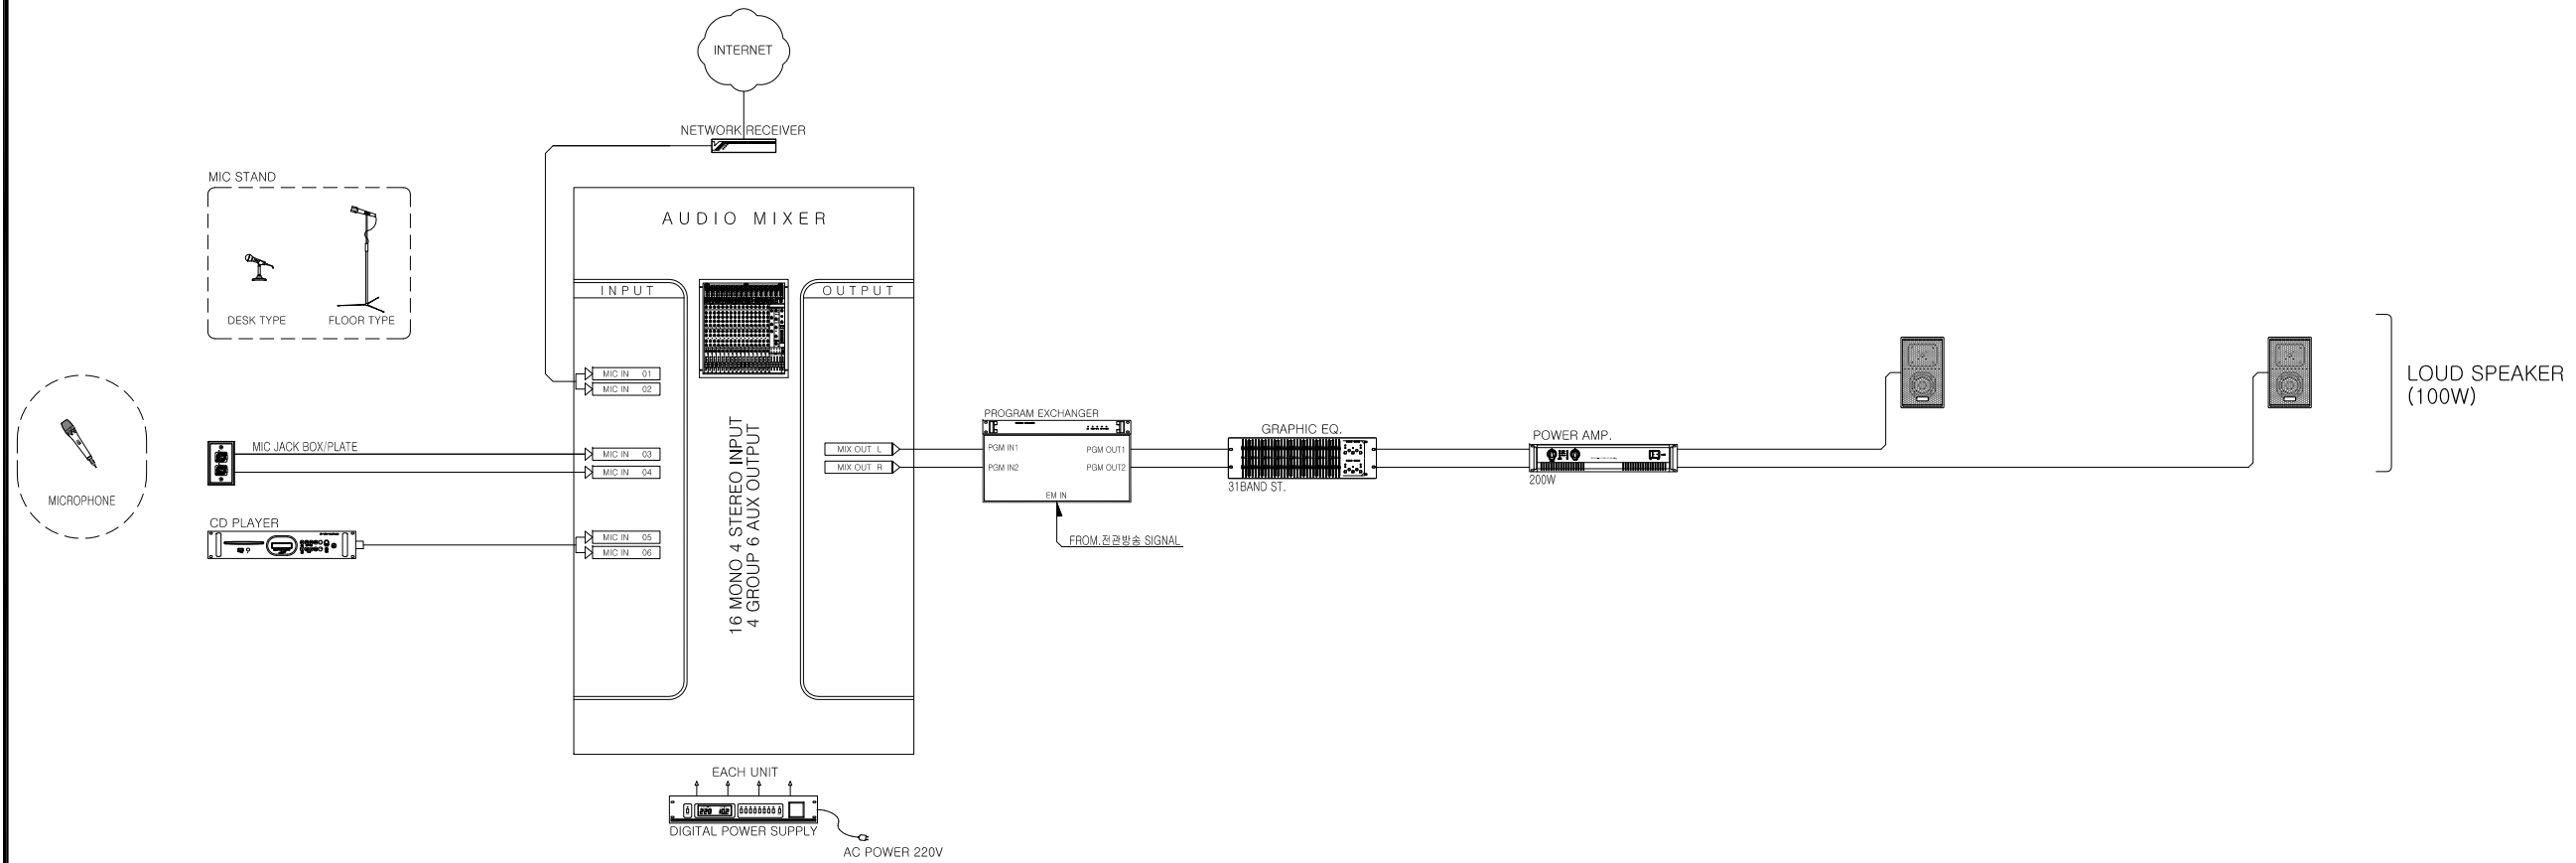 INTERNET
NETWORK RECEIVER
MIC STAND
DESK TYPE
FLOOR TYPE
AUDIO MIXER
INPUT
OUTPUT
MIC IN 01
MIC IN 02
MIC IN 03
MIC IN 04
MIC IN 05
MIC IN 06
MICROPHONE
MIC JACK BOX/PLATE
CD PLAYER
16 MONO 4 STEREO INPUT
4 GROUP 6 AUX OUTPUT
MIX OUT L
MIX OUT R
PROGRAM EXCHANGER
PGM IN1
PGM OUT1
PGM IN2
PGM OUT2
EM IN
FROM.전관방송 SIGNAL
GRAPHIC EQ.
31BAND ST.
POWER AMP.
200W
LOUD SPEAKER
(100W)
EACH UNIT
DIGITAL POWER SUPPLY
AC POWER 220V